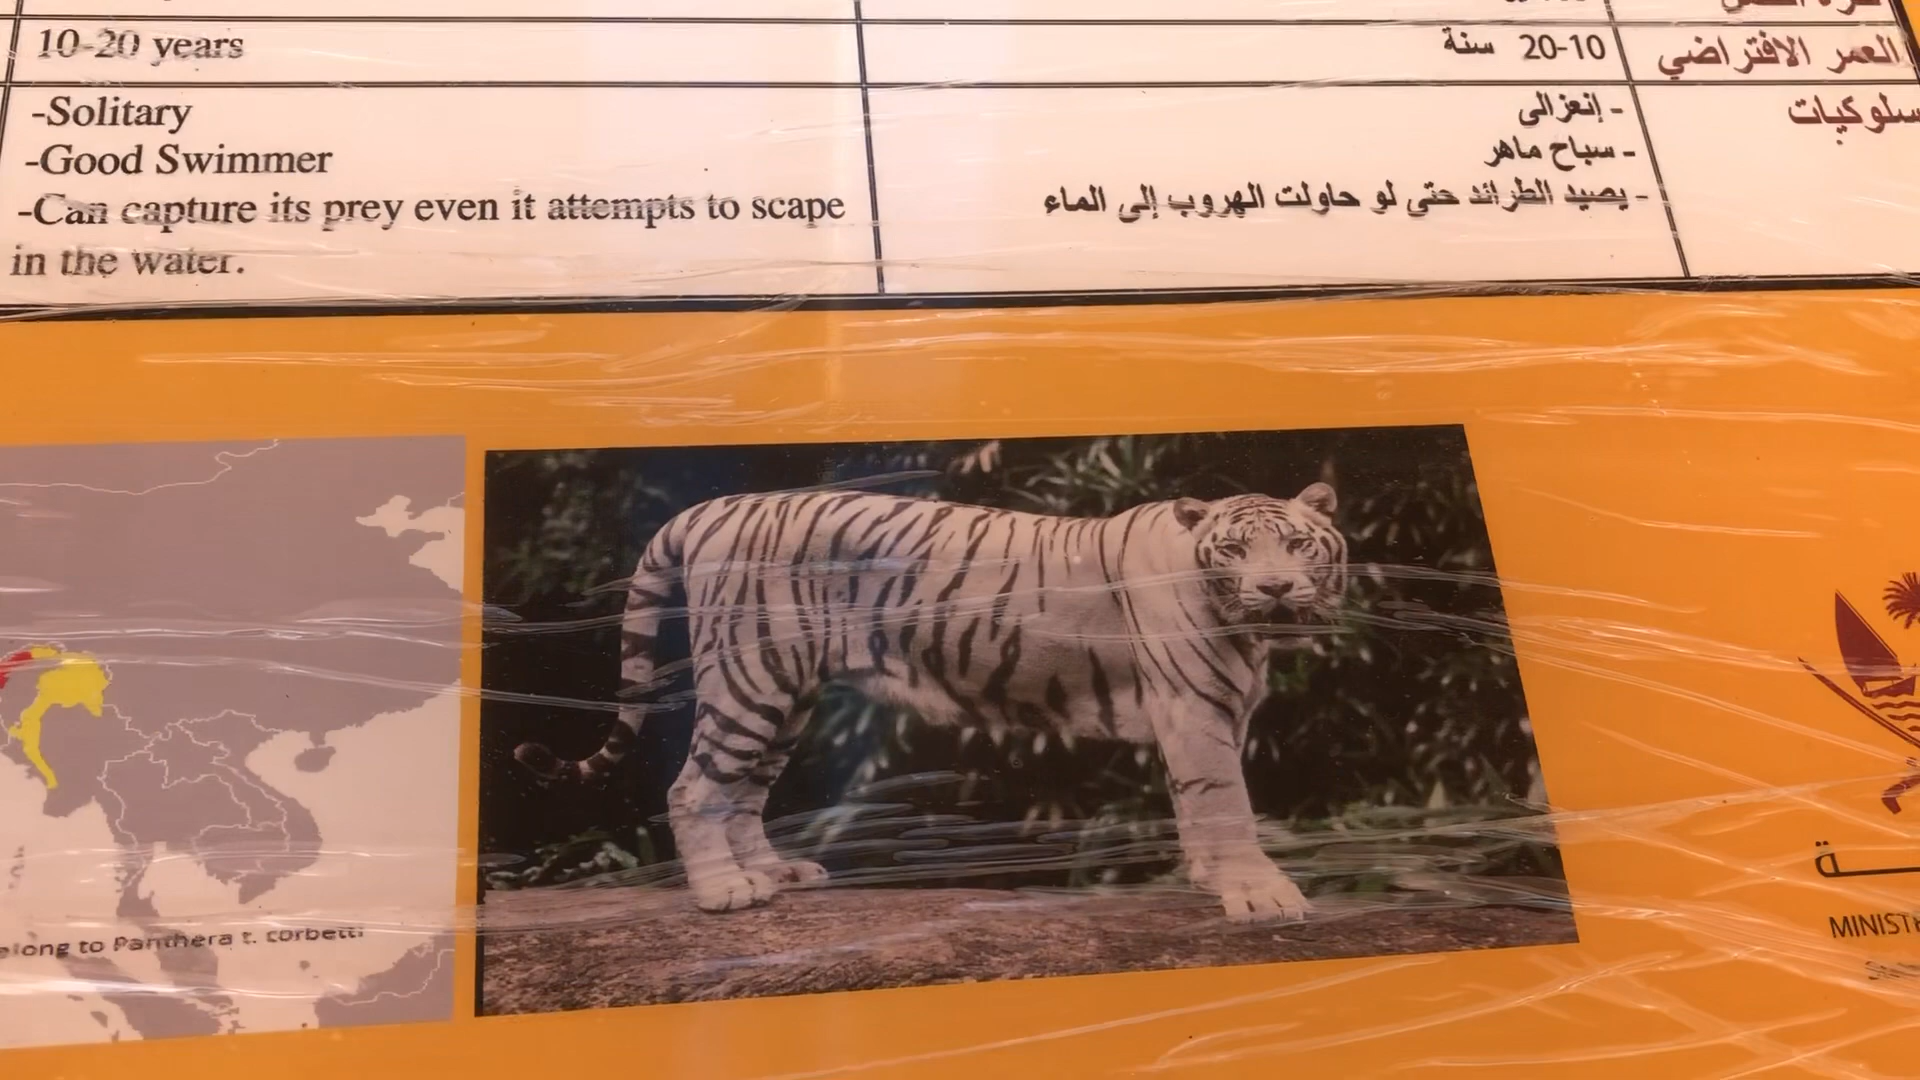 10-20 years
20-10 سنة
العمر الافتراضي
-Solitary
-Good Swimmer
-Can capture its prey even it attempts to scape
in the water.
- إنعزالى
- سباح ماهر
- يصيد الطرائد حتى لو حاولت الهروب إلى الماء
سلوكيات
elong to Panthera t. corbetti
MINIST